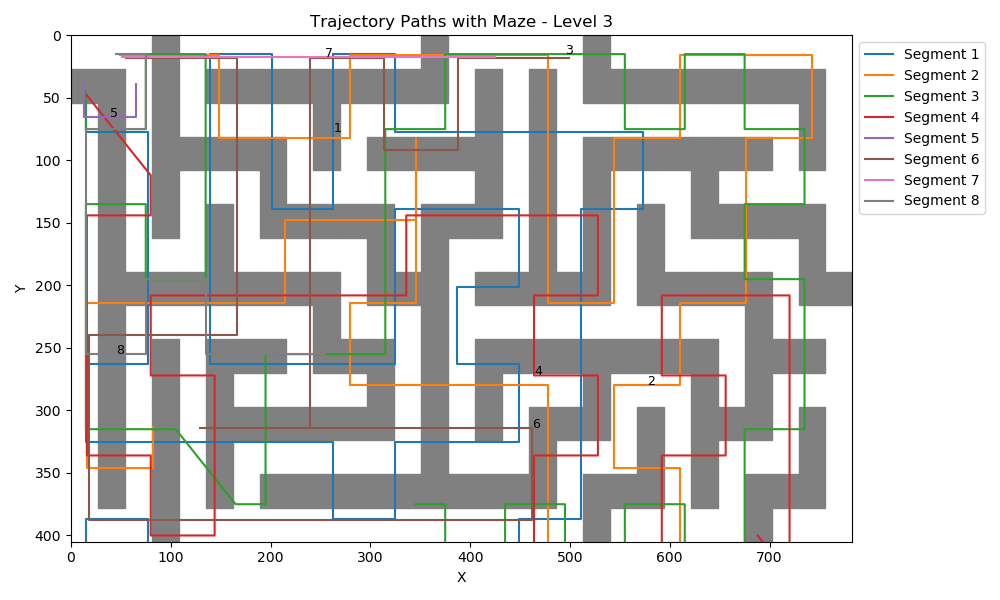 Trajectory Paths with Maze - Level 3
0
50
100
150
200
250
300
350
400
Y
0
100
200
300
400
500
600
700
X
7
3
5
1
8
4
2
6
Segment 1
Segment 2
Segment 3
Segment 4
Segment 5
Segment 6
Segment 7
Segment 8